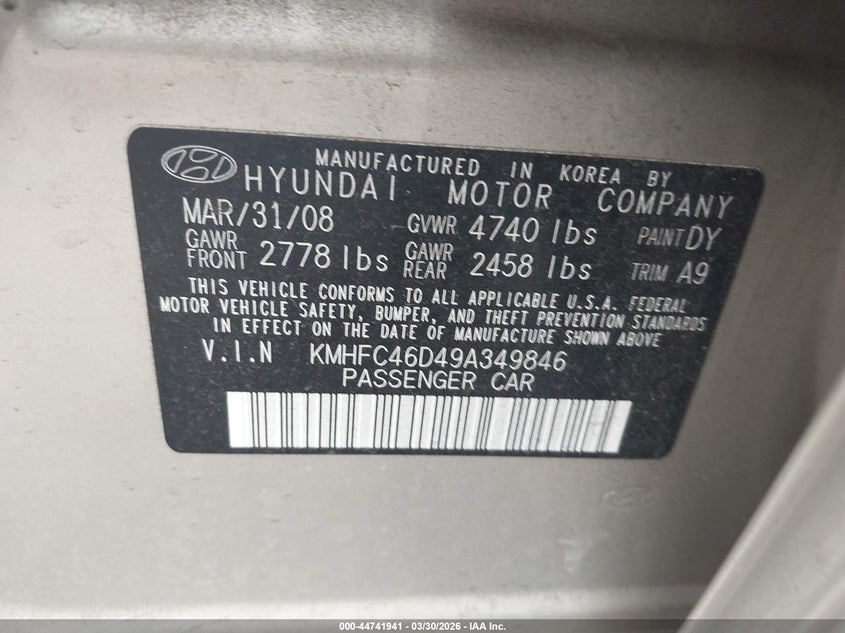 MANUFACTURED IN KOREA BY
HYUNDAI MOTOR COMPANY
MAR/31/08 GVWR 4740 lbs PAINT DY
GAWR FRONT 2778 lbs GAWR REAR 2458 lbs TRIM A9
THIS VEHICLE CONFORMS TO ALL APPLICABLE U.S.A. FEDERAL
MOTOR VEHICLE SAFETY, BUMPER, AND THEFT PREVENTION STANDARDS
IN EFFECT ON THE DATE OF MANUFACTURE SHOWN ABOVE
V.I.N KMHFC46D49A349846
PASSENGER CAR
000-44741941 - 03/30/2026 - IAA Inc.